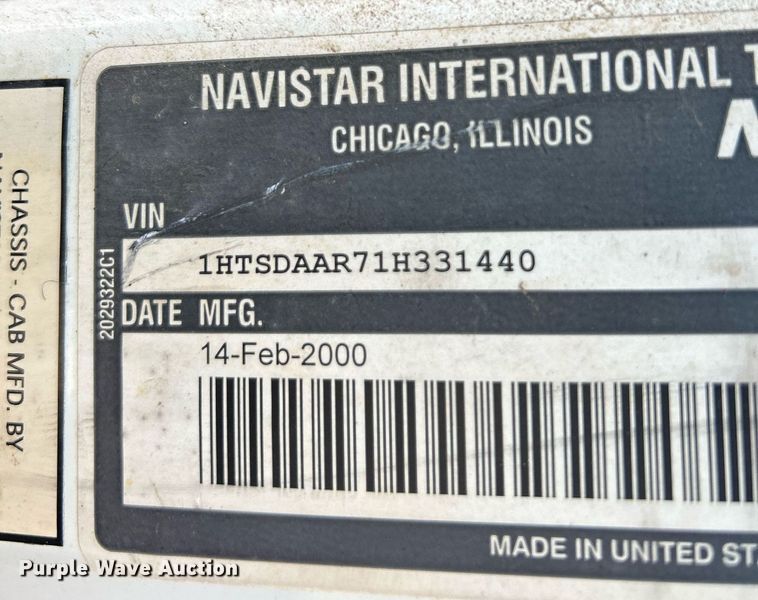 NAVISTAR INTERNATIONAL T
CHICAGO, ILLINOIS
N
VIN
1HTSDAAR71H331440
2029322C1
DATE MFG.
14-Feb-2000
MADE IN UNITED ST
CHASSIS - CAB MFD. BY
Purple Wave Auction